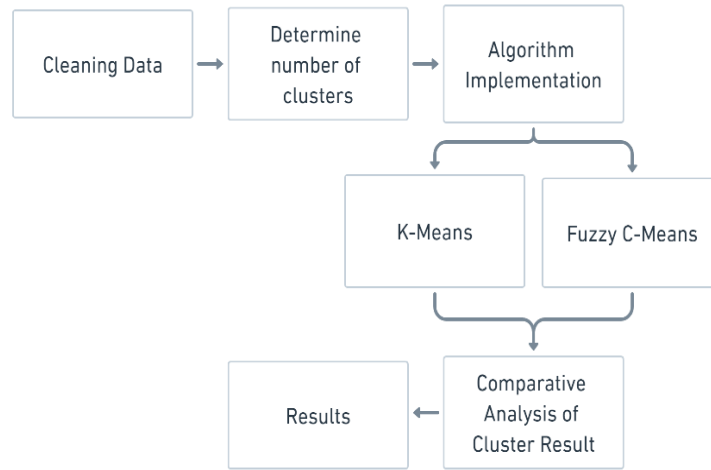 Cleaning Data
Determine
number of
clusters
Algorithm
Implementation
K-Means
Fuzzy C-Means
Comparative
Analysis of
Cluster Result
Results